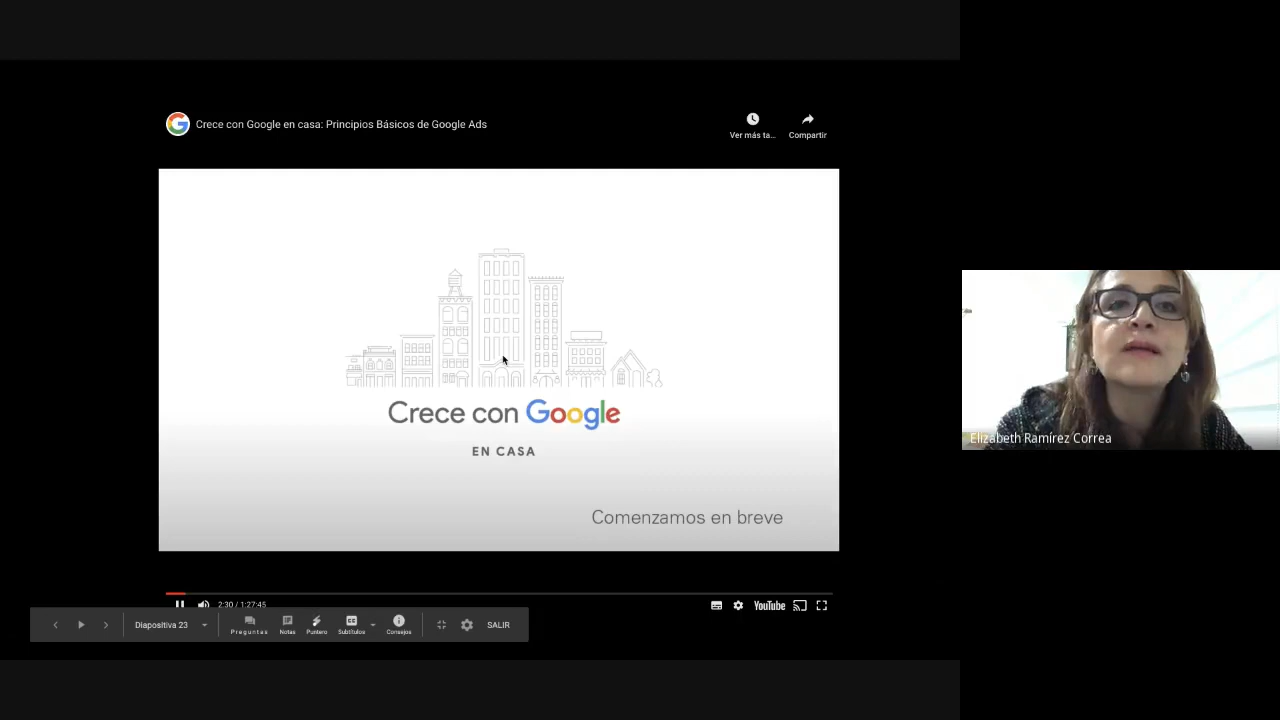 Crece con Google en casa: Principios Básicos de Google Ads
Ver más ta...
Compartir
Crece con Google
EN CASA
Comenzamos en breve
Elizabeth Ramírez Correa
2:30 / 1:27:45
YouTube
Diapositiva 23
Preguntas
Notas
Puntero
Subtítulos
Consejos
SALIR